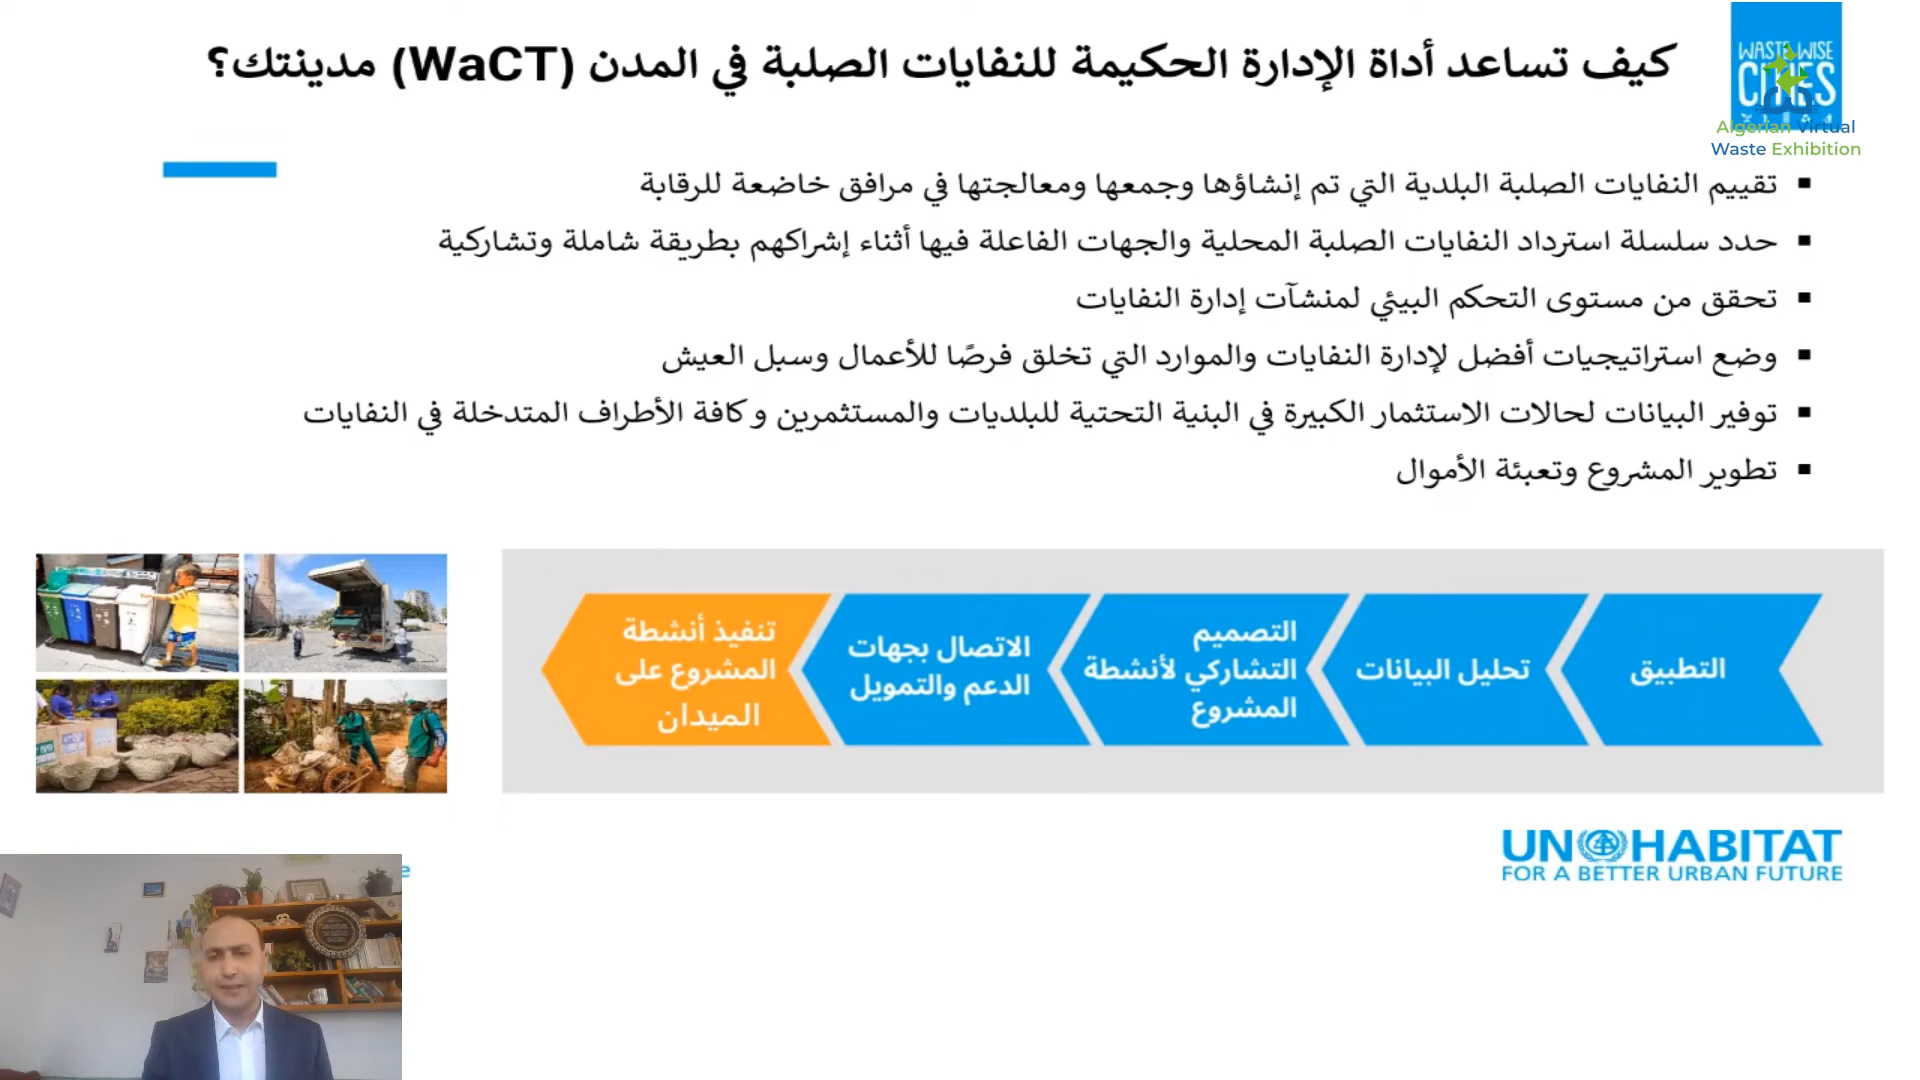 كيف تساعد أداة الإدارة الحكيمة للنفايات الصلبة في المدن (WaCT) مدينتك؟
WASTE WISE
CITIES
Algerian Virtual
Waste Exhibition
▪ تقييم النفايات الصلبة البلدية التي تم إنشاؤها وجمعها ومعالجتها في مرافق خاضعة للرقابة
▪ حدد سلسلة استرداد النفايات الصلبة المحلية والجهات الفاعلة فيها أثناء إشراكهم بطريقة شاملة وتشاركية
▪ تحقق من مستوى التحكم البيئي لمنشآت إدارة النفايات
▪ وضع استراتيجيات أفضل لإدارة النفايات والموارد التي تخلق فرصًا للأعمال وسبل العيش
▪ توفير البيانات لحالات الاستثمار الكبيرة في البنية التحتية للبلديات والمستثمرين وكافة الأطراف المتدخلة في النفايات
▪ تطوير المشروع وتعبئة الأموال
التطبيق
تحليل البيانات
التصميم
التشاركي لأنشطة
المشروع
الاتصال بجهات
الدعم والتمويل
تنفيذ أنشطة
المشروع على
الميدان
UN HABITAT
FOR A BETTER URBAN FUTURE